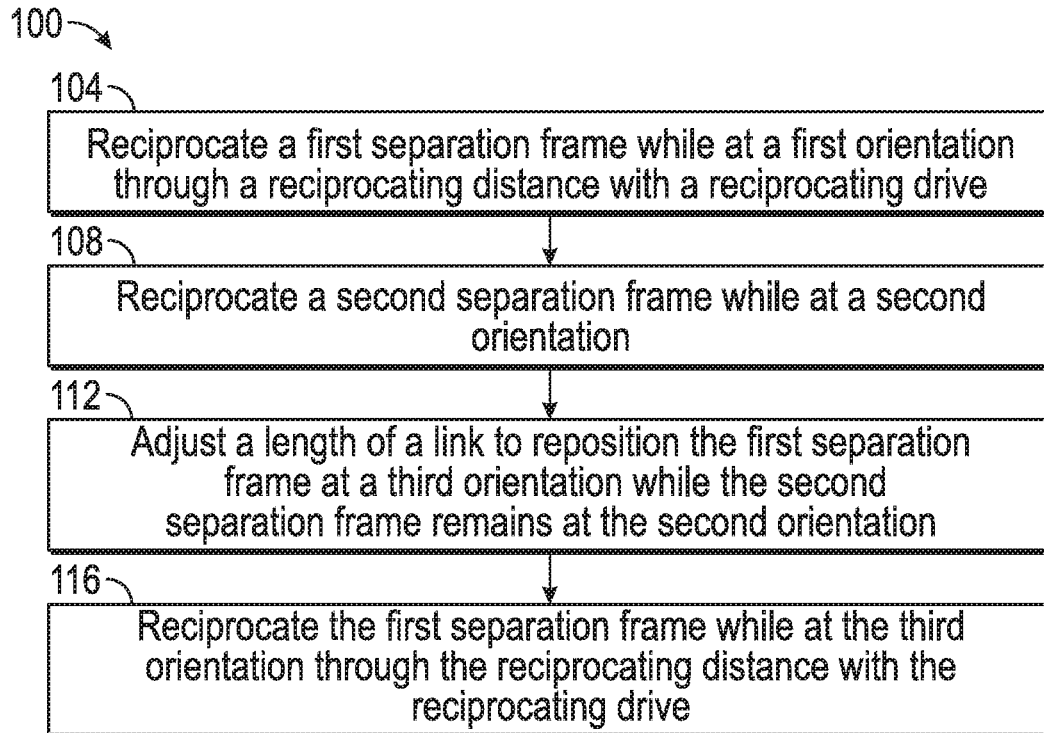 100
104
Reciprocate a first separation frame while at a first orientation
through a reciprocating distance with a reciprocating drive
108
Reciprocate a second separation frame while at a second
orientation
112
Adjust a length of a link to reposition the first separation
frame at a third orientation while the second
separation frame remains at the second orientation
116
Reciprocate the first separation frame while at the third
orientation through the reciprocating distance with the
reciprocating drive